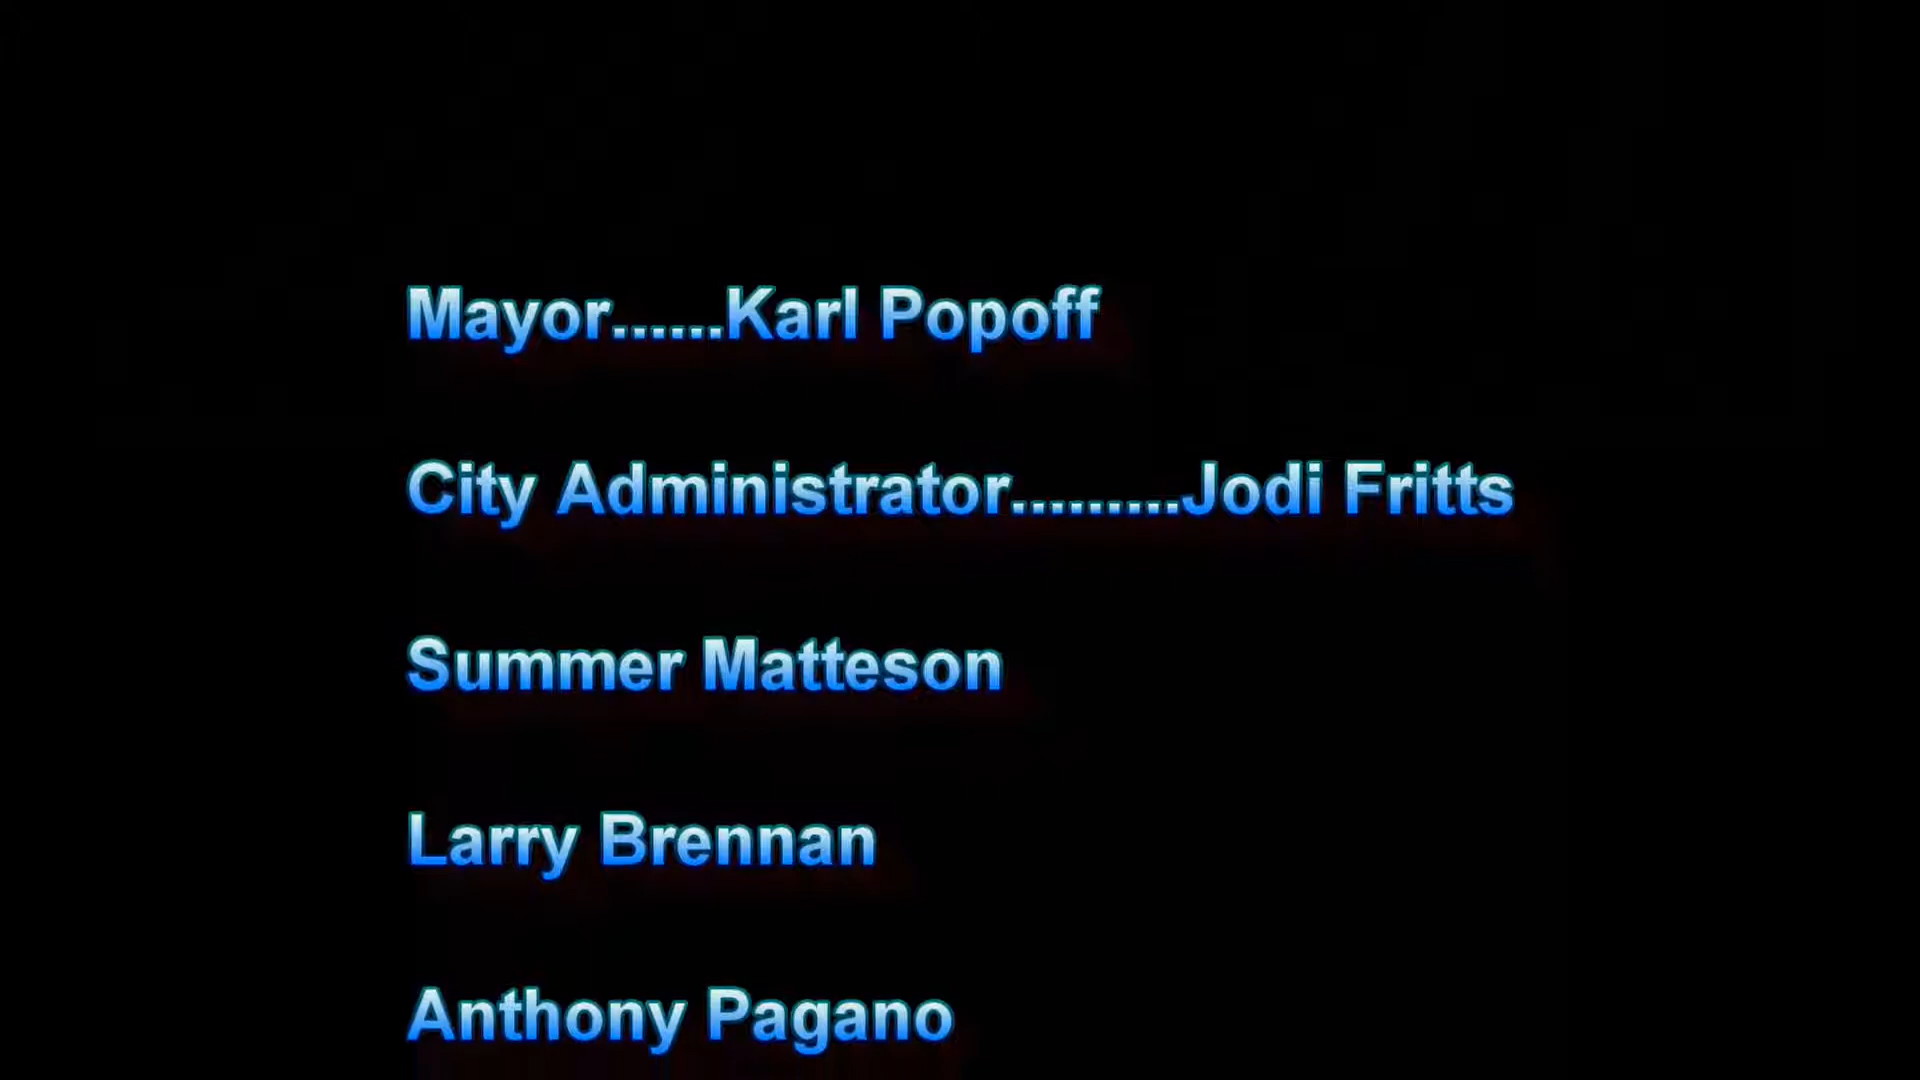 Mayor......Karl Popoff
City Administrator.........Jodi Fritts
Summer Matteson
Larry Brennan
Anthony Pagano